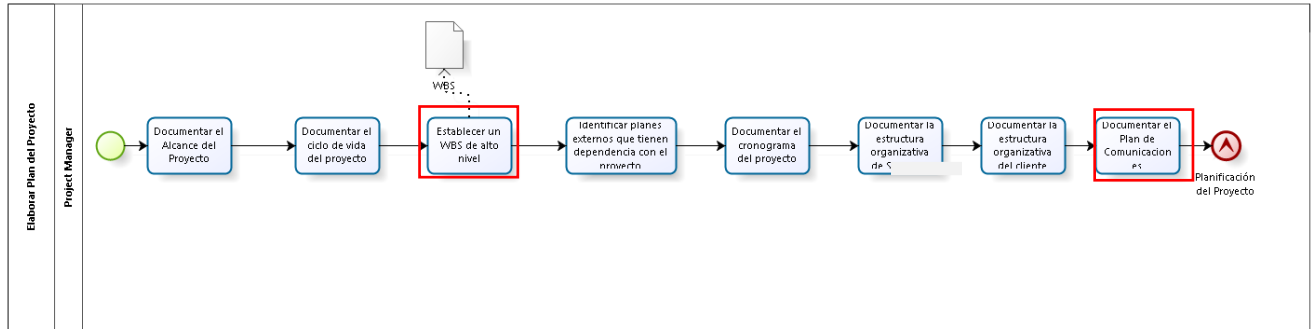 Elaborar Plan del Proyecto
Project Manager
WBS
Documentar el
Alcance del
Proyecto
Documentar el
ciclo de vida
del proyecto
Establecer un
WBS de alto
nivel
Identificar planes
externos que tienen
dependencia con el
proyecto
Documentar el
cronograma
del proyecto
Documentar la
estructura
organizativa
de
Documentar la
estructura
organizativa
del cliente
Documentar el
Plan de
Comunicacion
es
Planificación
del Proyecto